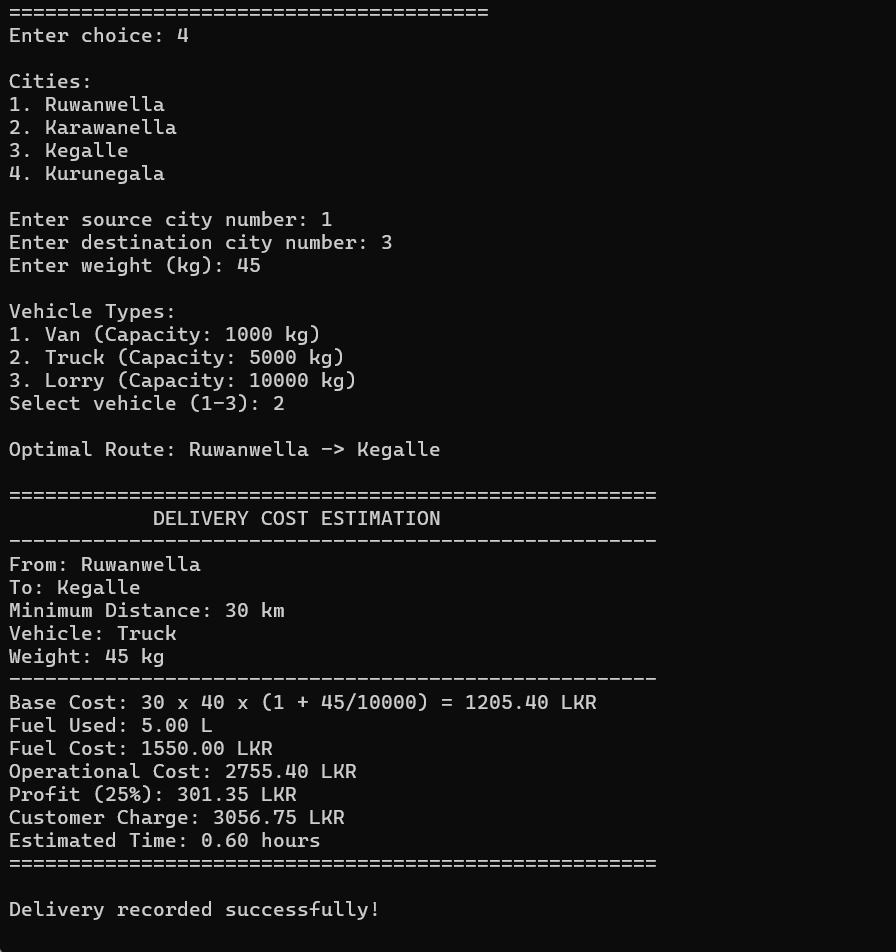 ========================================
Enter choice: 4
Cities:
1. Ruwanwella
2. Karawanella
3. Kegalle
4. Kurunegala
Enter source city number: 1
Enter destination city number: 3
Enter weight (kg): 45
Vehicle Types:
1. Van (Capacity: 1000 kg)
2. Truck (Capacity: 5000 kg)
3. Lorry (Capacity: 10000 kg)
Select vehicle (1-3): 2
Optimal Route: Ruwanwella -> Kegalle
======================================================
DELIVERY COST ESTIMATION
------------------------------------------------------
From: Ruwanwella
To: Kegalle
Minimum Distance: 30 km
Vehicle: Truck
Weight: 45 kg
------------------------------------------------------
Base Cost: 30 x 40 x (1 + 45/10000) = 1205.40 LKR
Fuel Used: 5.00 L
Fuel Cost: 1550.00 LKR
Operational Cost: 2755.40 LKR
Profit (25%): 301.35 LKR
Customer Charge: 3056.75 LKR
Estimated Time: 0.60 hours
======================================================
Delivery recorded successfully!